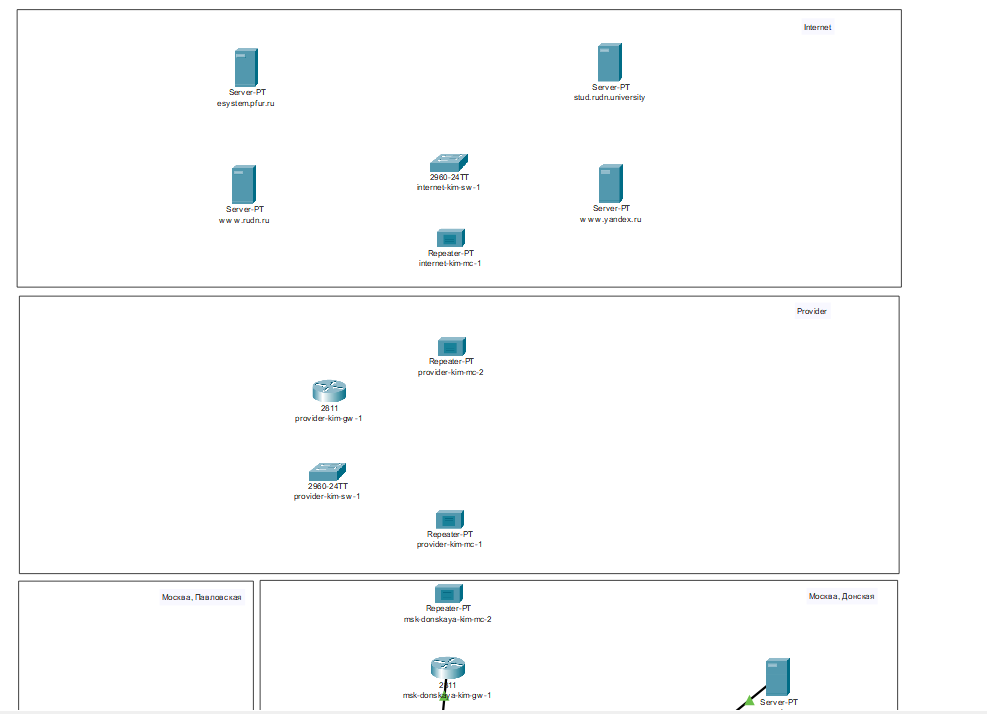 Internet
Server-PT
esystem.pfur.ru
Server-PT
stud.rudn.university
2960-24TT
internet-kim-sw-1
Server-PT
www.rudn.ru
Server-PT
www.yandex.ru
Repeater-PT
internet-kim-mc-1
Provider
Repeater-PT
provider-kim-mc-2
2811
provider-kim-gw-1
2960-24TT
provider-kim-sw-1
Repeater-PT
provider-kim-mc-1
Москва, Павловская
Москва, Донская
Repeater-PT
msk-donskaya-kim-mc-2
2811
msk-donskaya-kim-gw-1
Server-PT